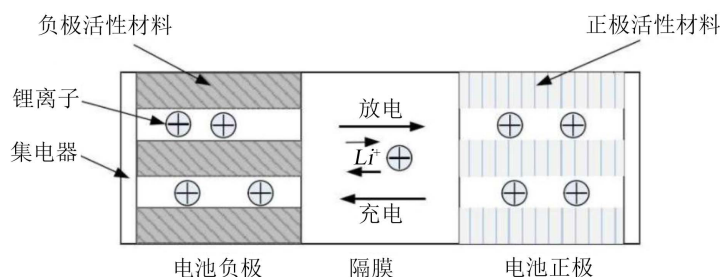 负极活性材料
正极活性材料
锂离子
集电器
放电
Li⁺
充电
电池负极
隔膜
电池正极